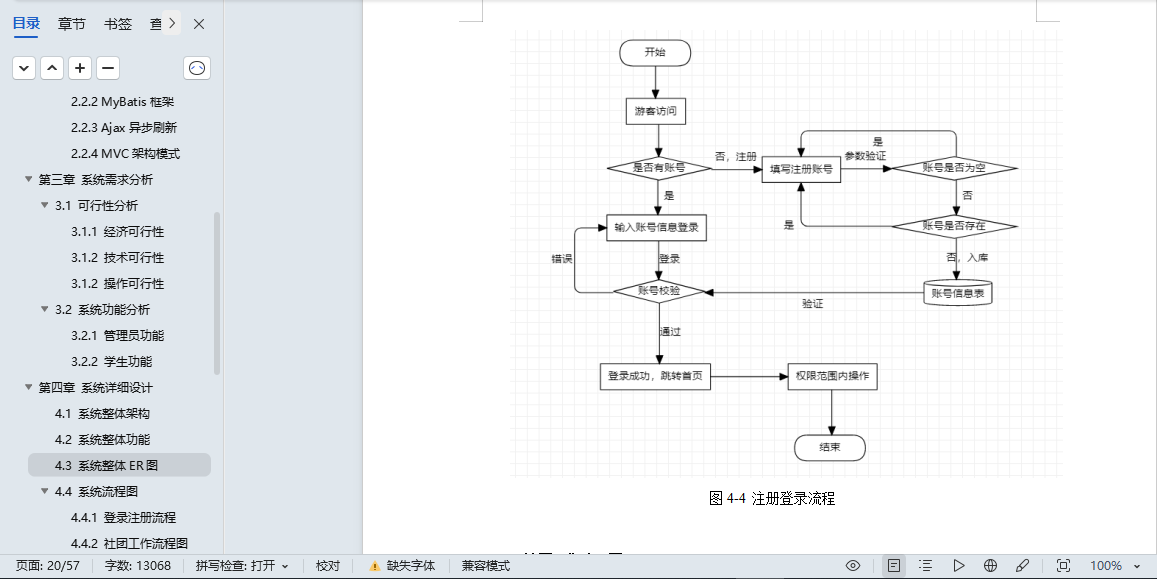 目录 章节 书签 查
2.2.2 MyBatis 框架
2.2.3 Ajax 异步刷新
2.2.4 MVC 架构模式
第三章 系统需求分析
3.1 可行性分析
3.1.1 经济可行性
3.1.2 技术可行性
3.1.2 操作可行性
3.2 系统功能分析
3.2.1 管理员功能
3.2.2 学生功能
第四章 系统详细设计
4.1 系统整体架构
4.2 系统整体功能
4.3 系统整体 ER 图
4.4 系统流程图
4.4.1 登录注册流程
4.4.2 社团工作流程图
开始
游客访问
是否有账号
否，注册
填写注册账号
参数验证
是
账号是否为空
否
账号是否存在
是
否，入库
账号信息表
验证
是
输入账号信息登录
登录
错误
账号校验
通过
登录成功，跳转首页
权限范围内操作
结束
图 4-4 注册登录流程
页面: 20/57 字数: 13068 拼写检查: 打开 校对 缺失字体 兼容模式 100%